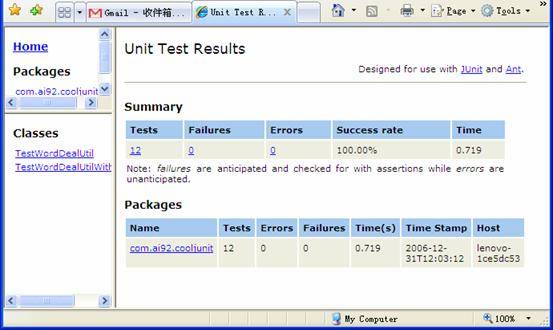 Gmail - 收件箱...
Unit Test R...
Page
Tools
Home
Packages
com.ai92.cooljunit
Classes
TestWordDealUtil
TestWordDealUtilWith
Unit Test Results
Designed for use with JUnit and Ant.
Summary
Tests Failures Errors Success rate Time
12 0 0 100.00% 0.719
Note: failures are anticipated and checked for with assertions while errors are
unanticipated.
Packages
Name Tests Errors Failures Time(s) Time Stamp Host
com.ai92.cooljunit 12 0 0 0.719 2006-12-31T12:03:12 lenovo-1ce5dc53
My Computer
100%